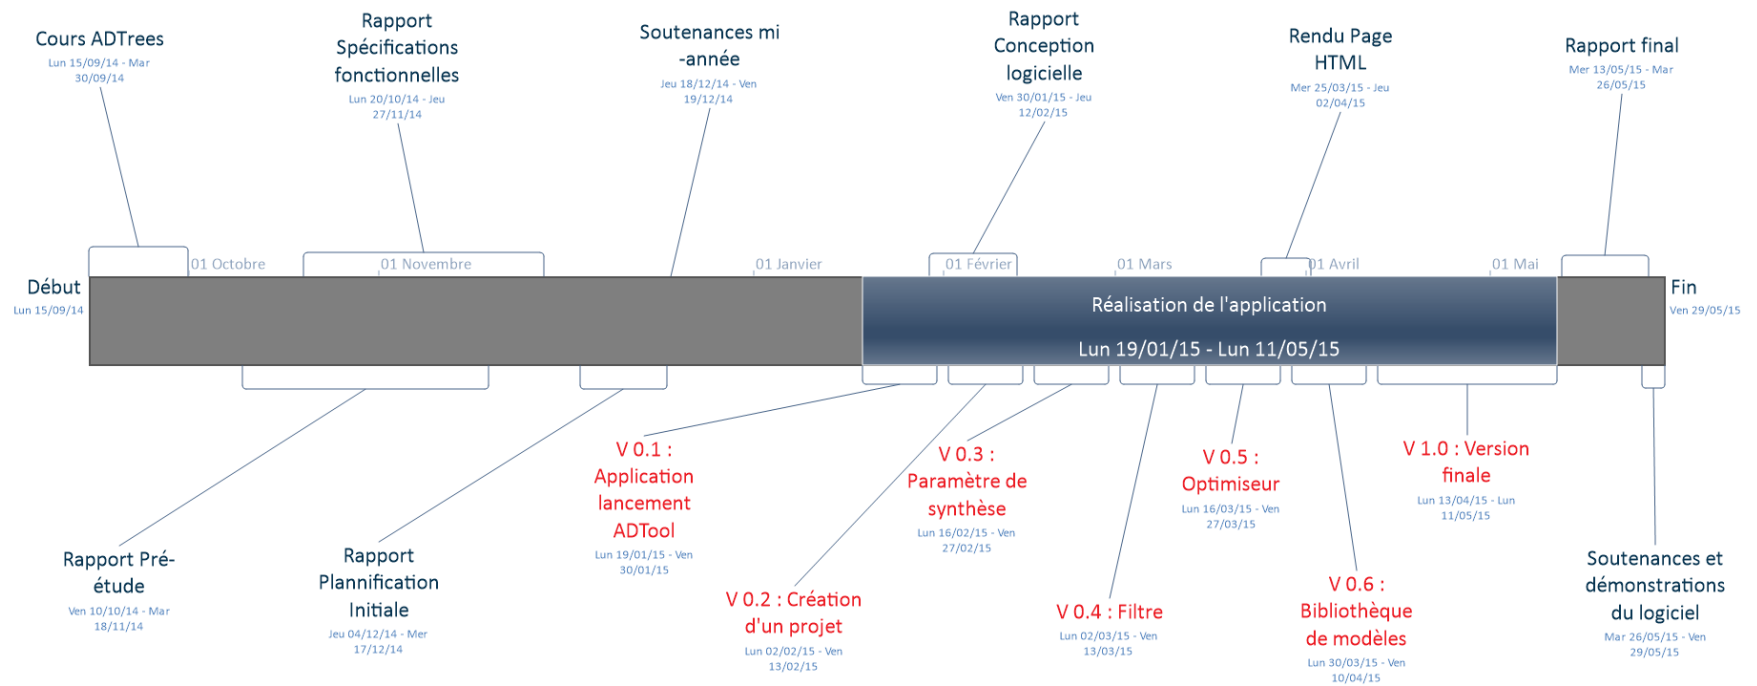 Cours ADTrees
Lun 15/09/14 - Mar
30/09/14
Rapport
Spécifications
fonctionnelles
Lun 20/10/14 - Jeu
27/11/14
Soutenances mi
-année
Jeu 18/12/14 - Ven
19/12/14
Rapport
Conception
logicielle
Ven 30/01/15 - Jeu
12/02/15
Rendu Page
HTML
Mer 25/03/15 - Jeu
02/04/15
Rapport final
Mer 13/05/15 - Mar
26/05/15
01 Octobre
01 Novembre
01 Janvier
01 Février
01 Mars
01 Avril
01 Mai
Début
Lun 15/09/14
Réalisation de l'application
Lun 19/01/15 - Lun 11/05/15
Fin
Ven 29/05/15
Rapport Pré-
étude
Ven 10/10/14 - Mar
18/11/14
Rapport
Plannification
Initiale
Jeu 04/12/14 - Mer
17/12/14
V 0.1 :
Application
lancement
ADTool
Lun 19/01/15 - Ven
30/01/15
V 0.2 : Création
d'un projet
Lun 02/02/15 - Ven
13/02/15
V 0.3 :
Paramètre de
synthèse
Lun 16/02/15 - Ven
27/02/15
V 0.4 : Filtre
Lun 02/03/15 - Ven
13/03/15
V 0.5 :
Optimiseur
Lun 16/03/15 - Ven
27/03/15
V 0.6 :
Bibliothèque
de modèles
Lun 30/03/15 - Ven
10/04/15
V 1.0 : Version
finale
Lun 13/04/15 - Lun
11/05/15
Soutenances et
démonstrations
du logiciel
Mar 26/05/15 - Ven
29/05/15